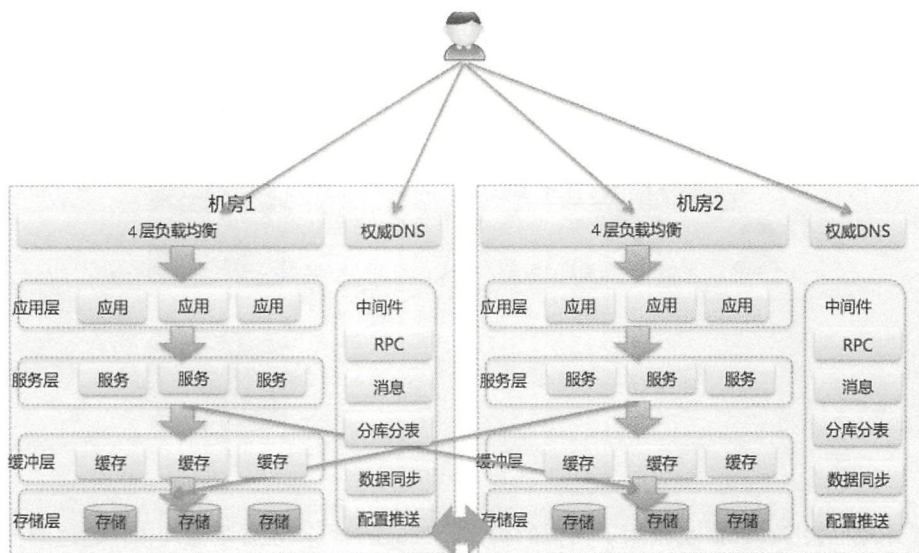 机房1
4层负载均衡
权威DNS
应用层 应用 应用 应用
服务层 服务 服务 服务
缓冲层 缓存 缓存 缓存
存储层 存储 存储 存储
中间件
RPC
消息
分库分表
数据同步
配置推送
机房2
4层负载均衡
权威DNS
应用层 应用 应用 应用
服务层 服务 服务 服务
缓冲层 缓存 缓存 缓存
存储层 存储 存储 存储
中间件
RPC
消息
分库分表
数据同步
配置推送